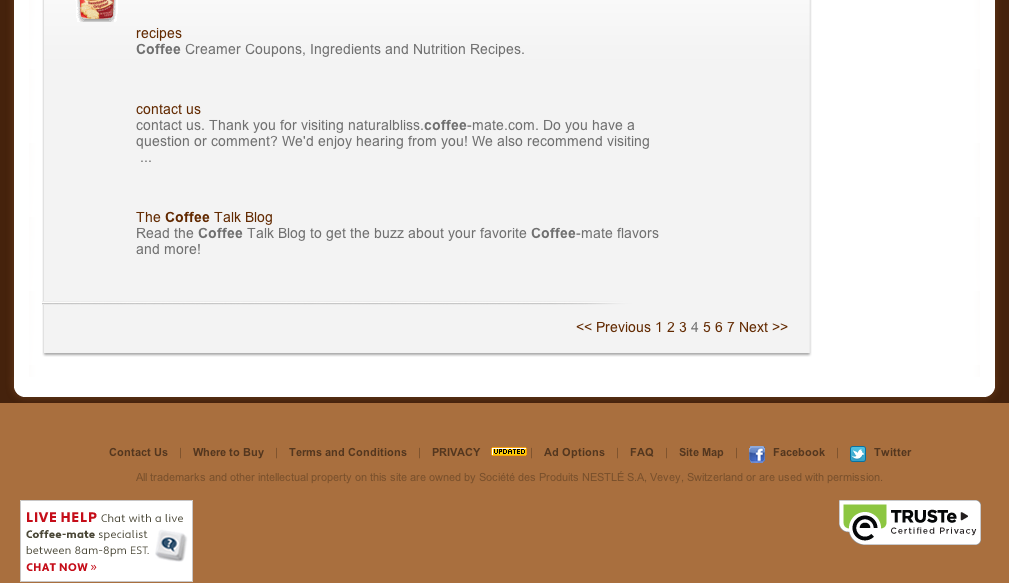 recipes
Coffee Creamer Coupons, Ingredients and Nutrition Recipes.
contact us
contact us. Thank you for visiting naturalbliss.coffee-mate.com. Do you have a
question or comment? We'd enjoy hearing from you! We also recommend visiting
...
The Coffee Talk Blog
Read the Coffee Talk Blog to get the buzz about your favorite Coffee-mate flavors
and more!
<< Previous 1 2 3 4 5 6 7 Next >>
Contact Us | Where to Buy | Terms and Conditions | PRIVACY UPDATED | Ad Options | FAQ | Site Map | Facebook | Twitter
All trademarks and other intellectual property on this site are owned by Société des Produits NESTLÉ S.A, Vevey, Switzerland or are used with permission.
LIVE HELP Chat with a live
Coffee-mate specialist
between 8am-8pm EST.
CHAT NOW »
TRUSTe
Certified Privacy